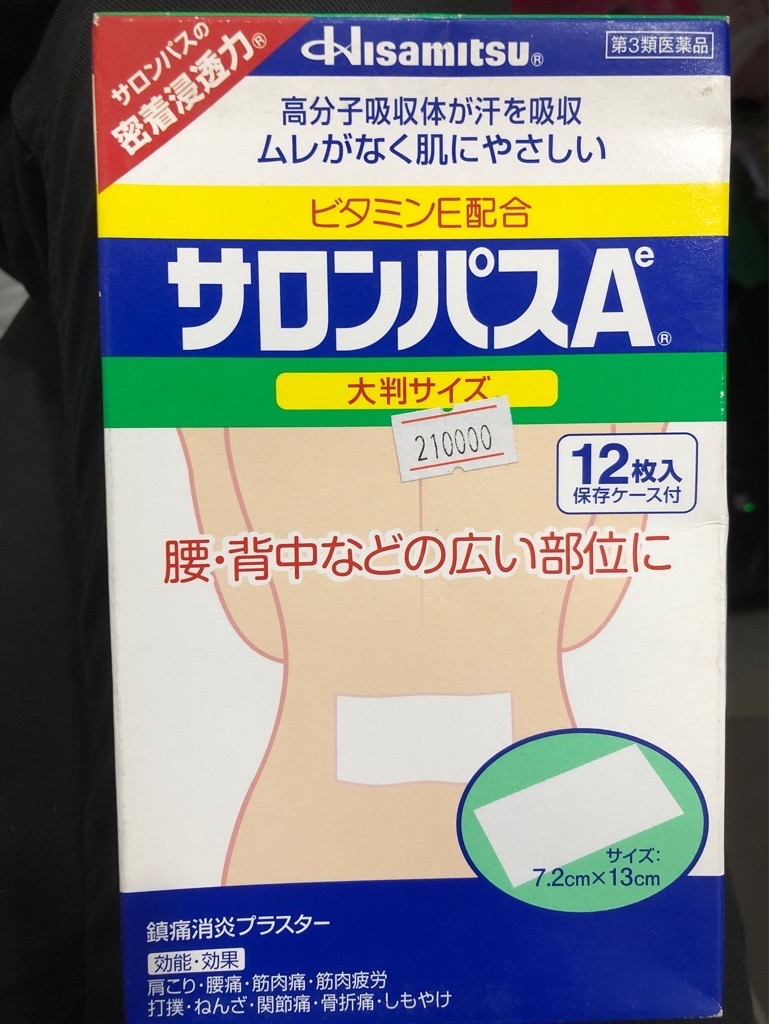 サロンパスの
密着浸透力®
Hisamitsu®
第3類医薬品
高分子吸収体が汗を吸収
ムレがなく肌にやさしい
ビタミンE配合
サロンパスAe®
大判サイズ
210000
12枚入
保存ケース付
腰・背中などの広い部位に
サイズ:
7.2cm×13cm
鎮痛消炎プラスター
効能・効果
肩こり・腰痛・筋肉痛・筋肉疲労
打撲・ねんざ・関節痛・骨折痛・しもやけ